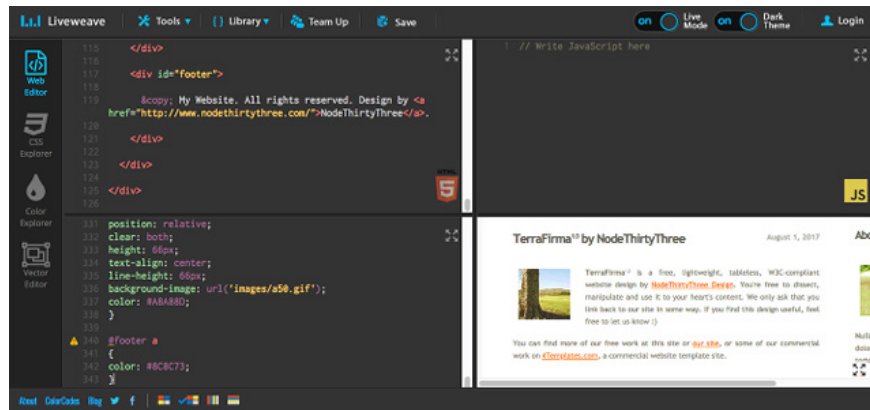 Liveweave
Tools
{ } Library
Team Up
Save
on
Live Mode
on
Dark Theme
Login
Web Editor
CSS Explorer
Color Explorer
Vector Editor
115 </div>
116
117 <div id="footer">
118
119 &copy; My Website. All rights reserved. Design by <a
href="http://www.nodethirtythree.com/">NodeThirtyThree</a>.
120
121 </div>
122
123 </div>
124
125 </div>
126
HTML
5
1 // Write JavaScript here
JS
331 position: relative;
332 clear: both;
333 height: 66px;
334 text-align: center;
335 line-height: 66px;
336 background-image: url('images/a50.gif');
337 color: #A8A88D;
338 }
339
340 #footer a
341 {
342 color: #8C8C73;
343 }
TerraFirma by NodeThirtyThree
August 1, 2017
Abo
TerraFirma is a free, lightweight, tableless, W3C-compliant
website design by NodeThirtyThree Design. You're free to dissect,
manipulate and use it to your heart's content. We only ask that you
link back to our site in some way. If you find this design useful, feel
free to let us know :)
You can find more of our free work at this site or our site, or some of our commercial
work on 4Templates.com, a commercial website template site.
Null
dolo
About ColorCodes Blog